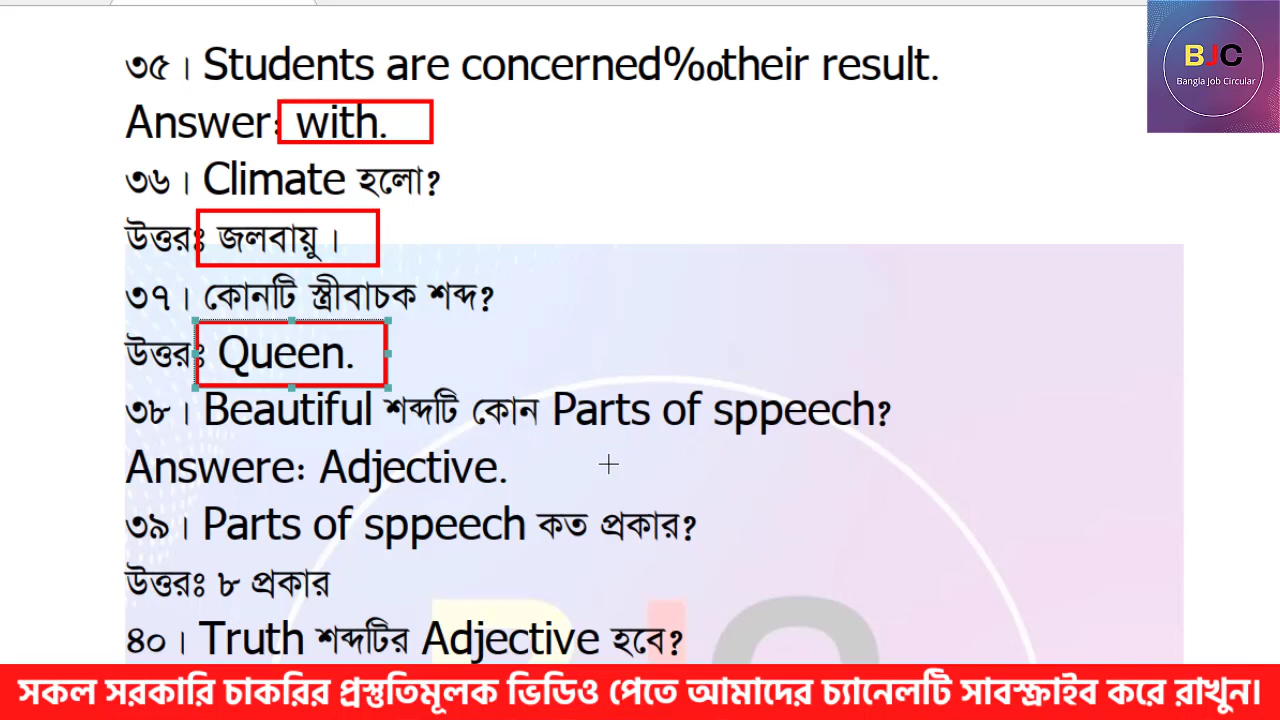 ৩৫। Students are concerned%ােtheir result.
Answer: with.
৩৬। Climate হলো?
উত্তরঃ জলবায়ু।
৩৭। কোনটি স্ত্রীবাচক শব্দ?
উত্তরঃ Queen.
৩৮। Beautiful শব্দটি কোন Parts of sppeech?
Answere: Adjective.
৩৯। Parts of sppeech কত প্রকার?
উত্তরঃ ৮ প্রকার
৪০। Truth শব্দটির Adjective হবে?
BJC
Bangla Job Circular
সকল সরকারি চাকরির প্রস্তুতিমূলক ভিডিও পেতে আমাদের চ্যানেলটি সাবস্ক্রাইব করে রাখুন।